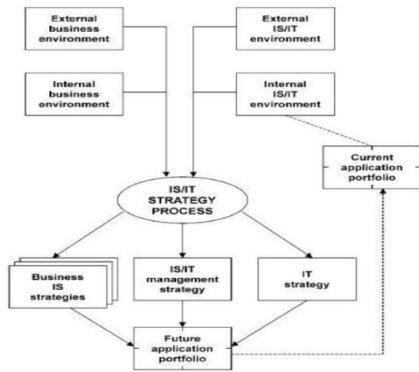 External
business
environment
External
IS/IT
environment
Internal
business
environment
Internal
IS/IT
environment
Current
application
portfolio
IS/IT
STRATEGY
PROCESS
Business
IS
strategies
IS/IT
management
strategy
IT
strategy
Future
application
portfolio